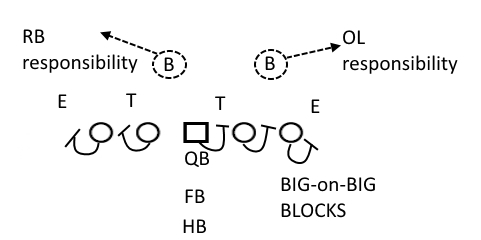 RB
responsibility
B
B
OL
responsibility
E
T
T
E
QB
FB
HB
BIG-on-BIG
BLOCKS